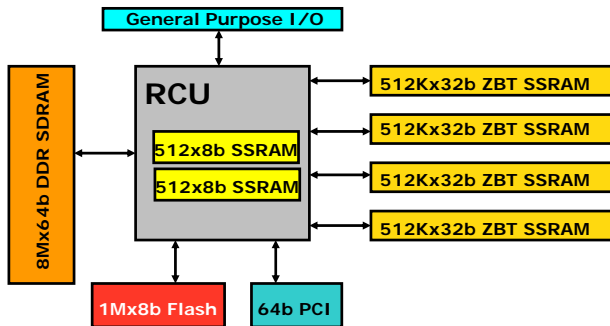 General Purpose I/O
RCU
512Kx32b ZBT SSRAM
512Kx32b ZBT SSRAM
512x8b SSRAM
8Mx64b DDR SDRAM
512x8b SSRAM
512Kx32b ZBT SSRAM
512Kx32b ZBT SSRAM
1Mx8b Flash
64b PCI